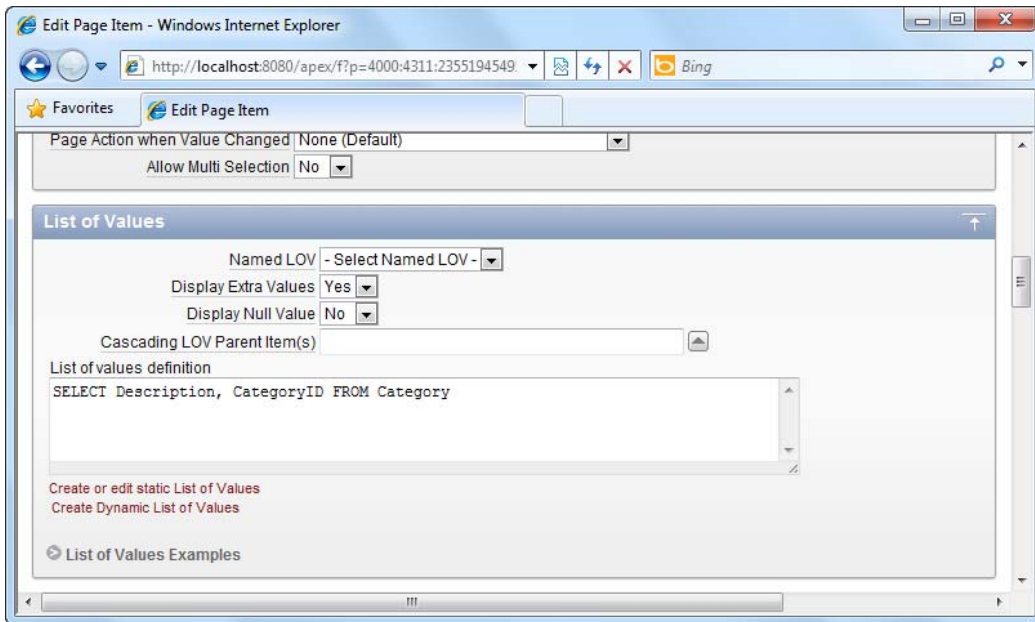 Edit Page Item - Windows Internet Explorer
http://localhost:8080/apex/f?p=4000:4311:2355194549:
Bing
Favorites
Edit Page Item
Page Action when Value Changed None (Default)
Allow Multi Selection No
List of Values
Named LOV - Select Named LOV -
Display Extra Values Yes
Display Null Value No
Cascading LOV Parent Item(s)
List of values definition
SELECT Description, CategoryID FROM Category
Create or edit static List of Values
Create Dynamic List of Values
List of Values Examples